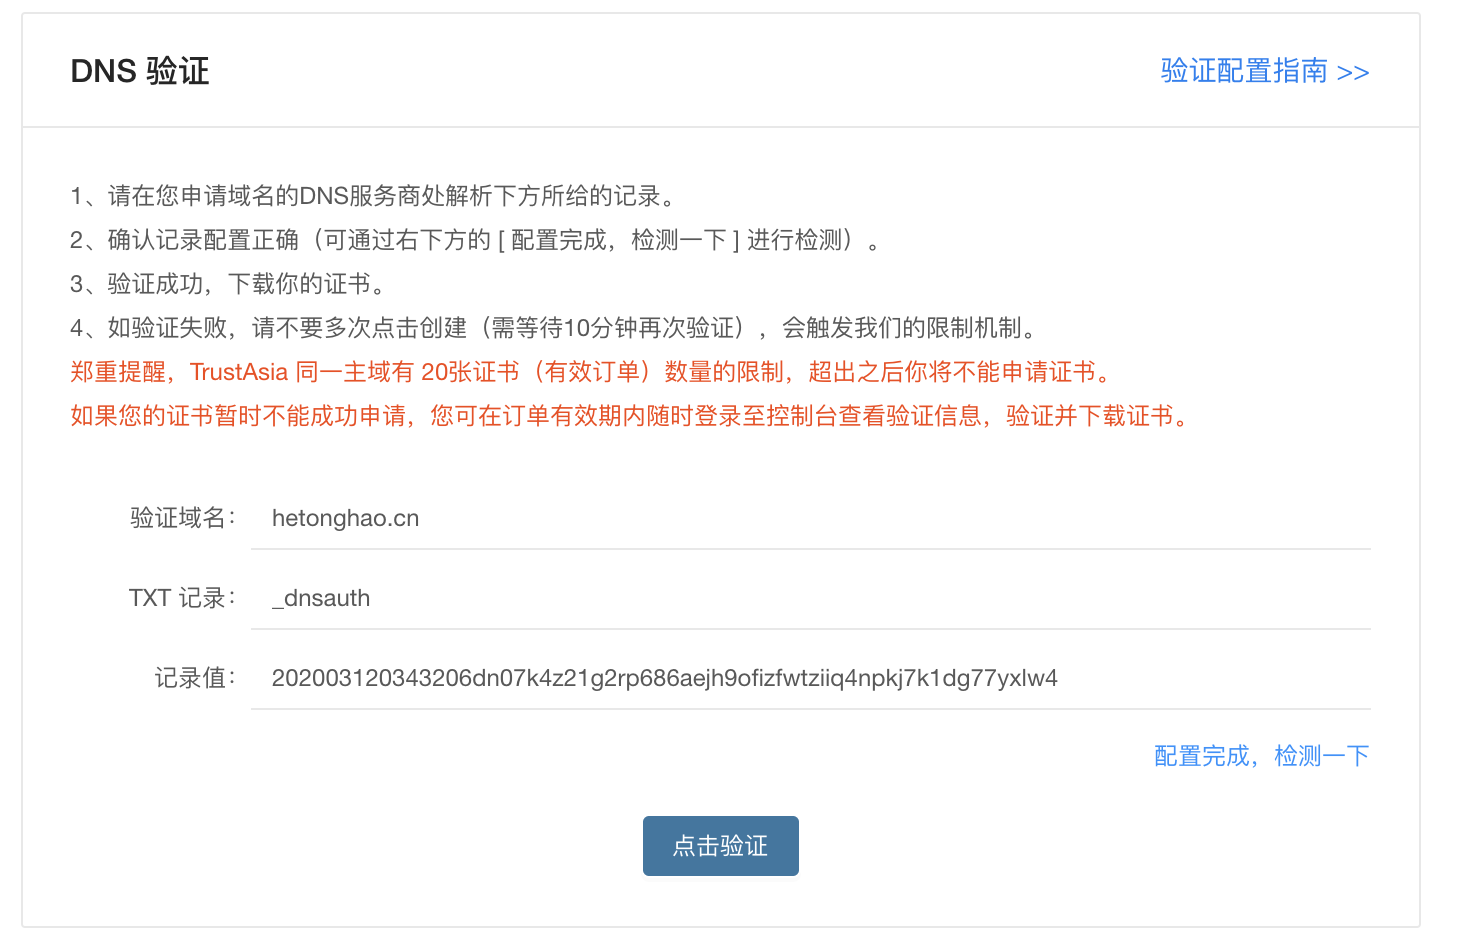 DNS 验证
验证配置指南 >>
1、请在您申请域名的DNS服务商处解析下方所给的记录。
2、确认记录配置正确（可通过右下方的 [ 配置完成，检测一下 ] 进行检测）。
3、验证成功，下载你的证书。
4、如验证失败，请不要多次点击创建（需等待10分钟再次验证），会触发我们的限制机制。
郑重提醒，TrustAsia 同一主域有 20张证书（有效订单）数量的限制，超出之后你将不能申请证书。
如果您的证书暂时不能成功申请，您可在订单有效期内随时登录至控制台查看验证信息，验证并下载证书。
验证域名： hetonghao.cn
TXT 记录： _dnsauth
记录值： 202003120343206dn07k4z21g2rp686aejh9ofizfwtziiq4npkj7k1dg77yxlw4
配置完成，检测一下
点击验证